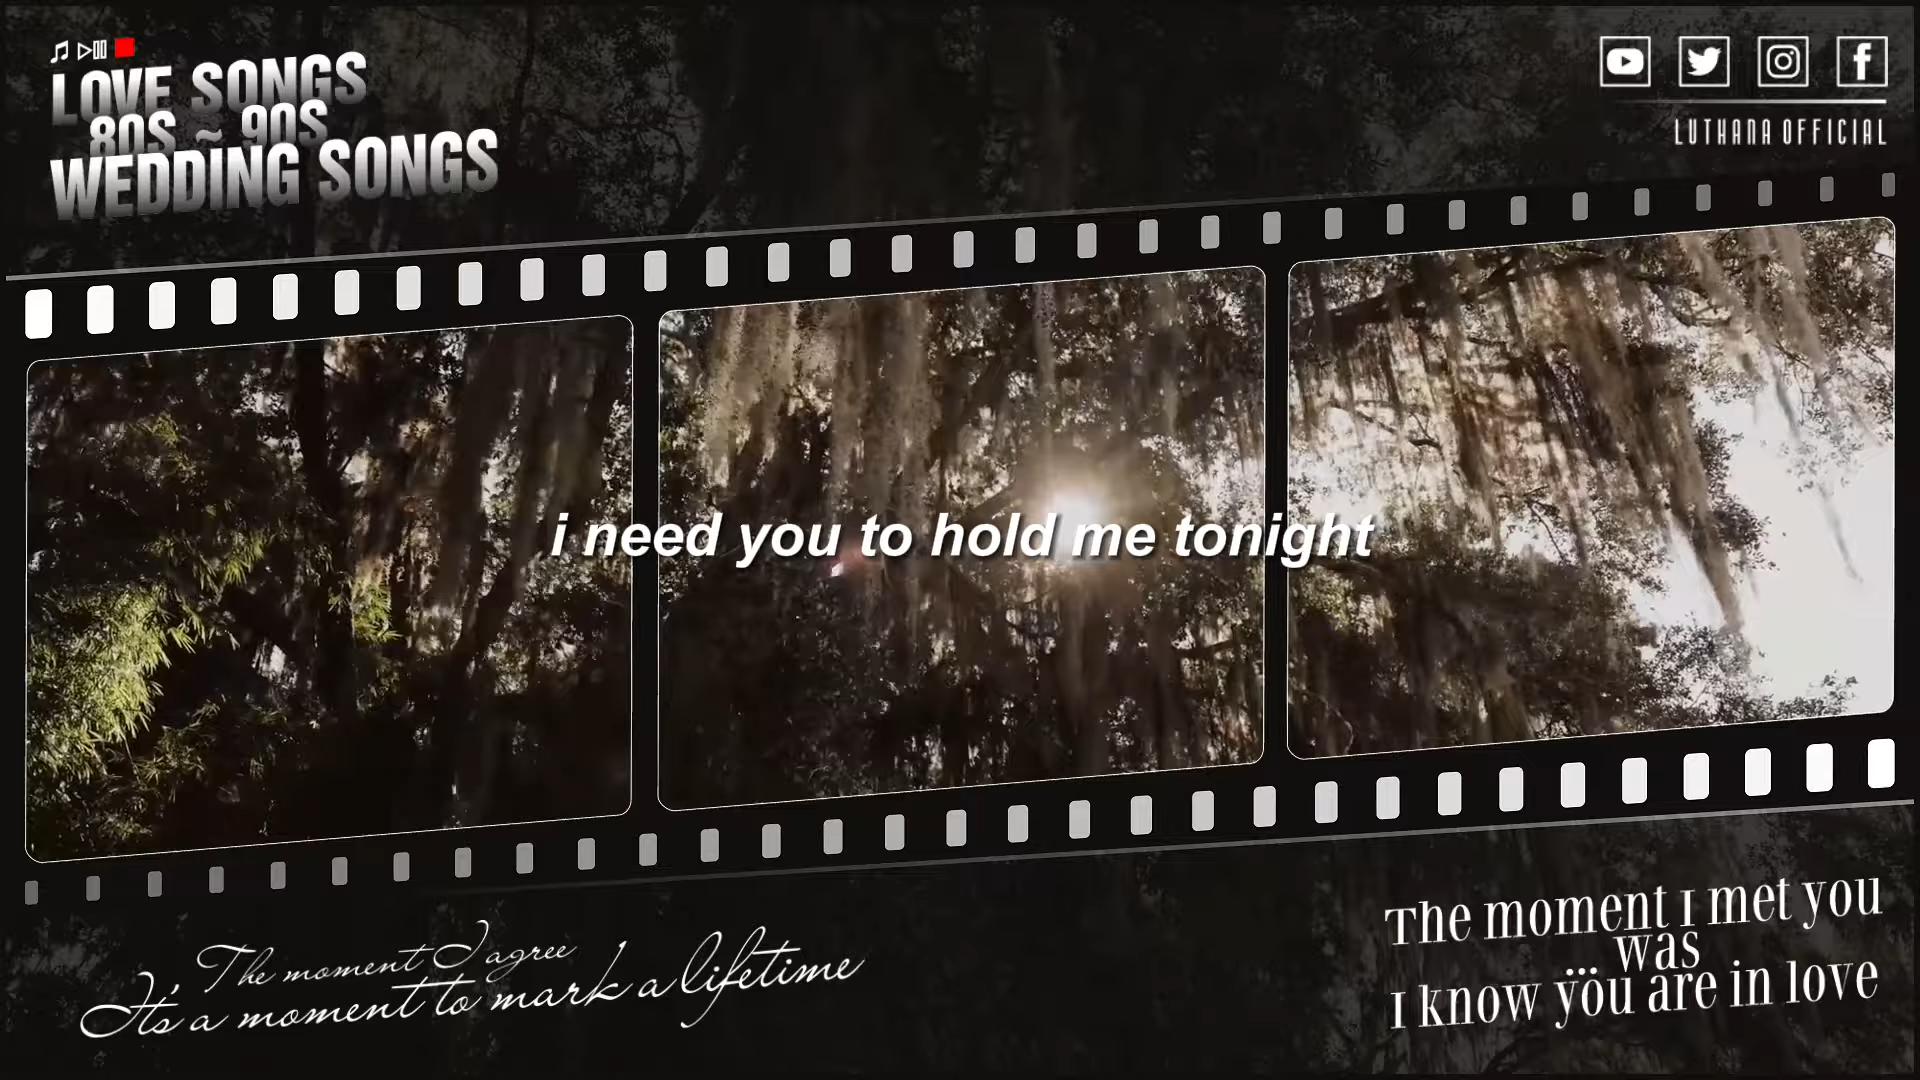 LOVE SONGS
80S ~ 90S
WEDDING SONGS
LUTHANA OFFICIAL
i need you to hold me tonight
The moment I agree
It's a moment to mark a lifetime
The moment I met you
was
I know you are in love